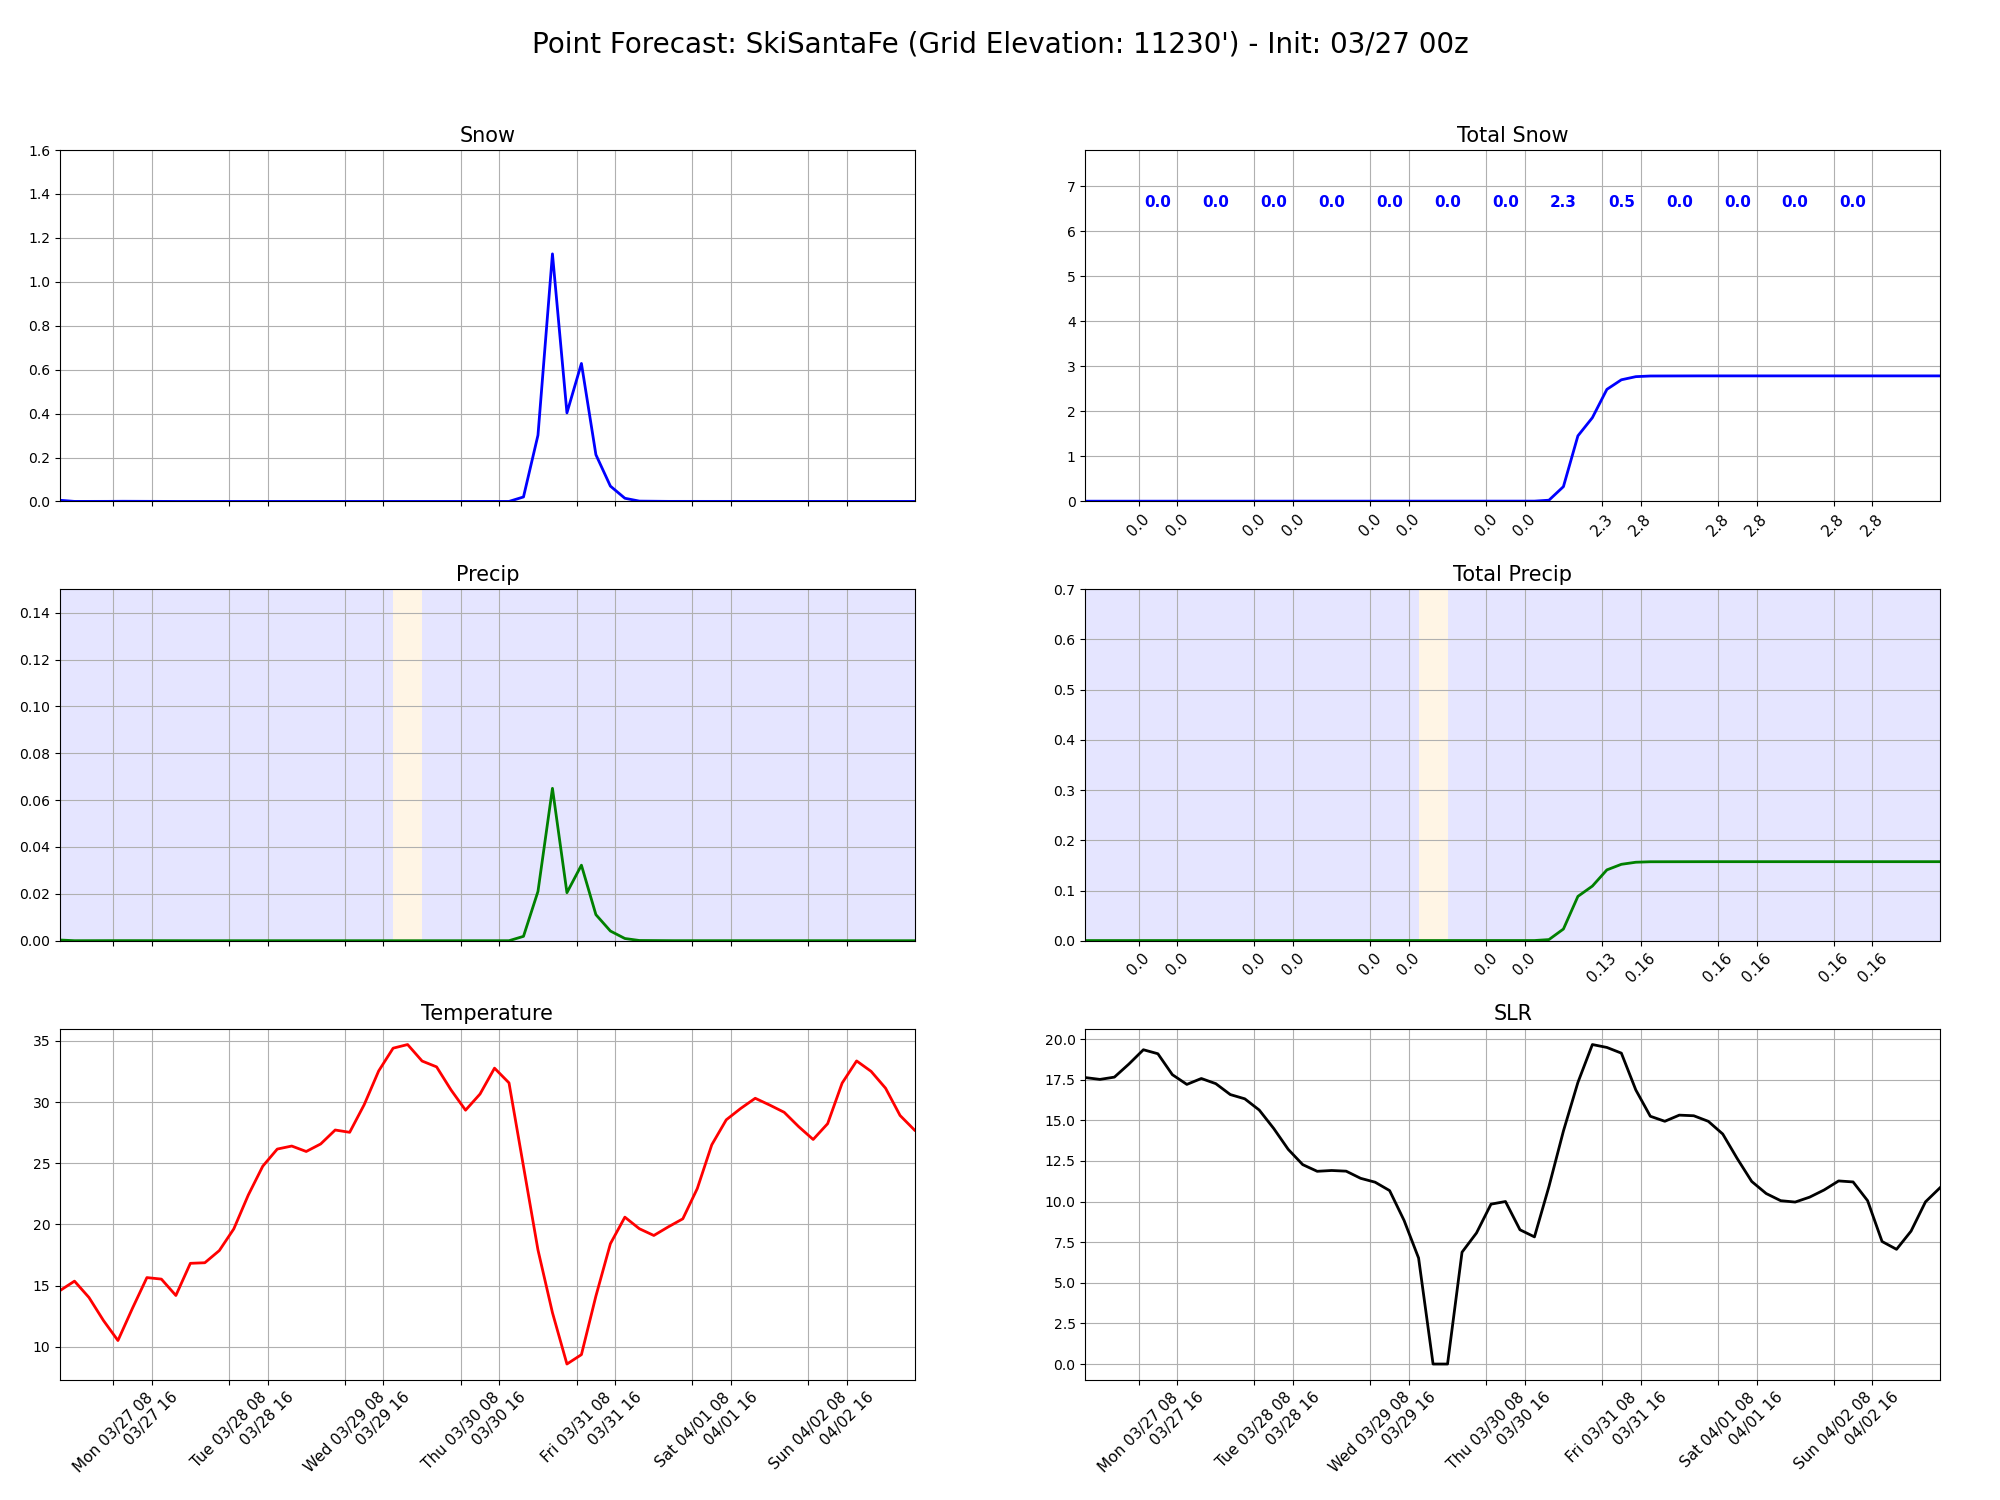 Point Forecast: SkiSantaFe (Grid Elevation: 11230') - Init: 03/27 00z
Snow
1.6
1.4
1.2
1.0
0.8
0.6
0.4
0.2
0.0
Total Snow
7
6
5
4
3
2
1
0
0.0 0.0 0.0 0.0 0.0 0.0 0.0 2.3 0.5 0.0 0.0 0.0 0.0
0.0 0.0 0.0 0.0 0.0 0.0 0.0 0.0 2.3 2.8 2.8 2.8 2.8 2.8
Precip
0.14
0.12
0.10
0.08
0.06
0.04
0.02
0.00
Total Precip
0.7
0.6
0.5
0.4
0.3
0.2
0.1
0.0
0.0 0.0 0.0 0.0 0.0 0.0 0.0 0.0 0.13 0.16 0.16 0.16 0.16 0.16
Temperature
35
30
25
20
15
10
Mon 03/27 08
03/27 16
Tue 03/28 08
03/28 16
Wed 03/29 08
03/29 16
Thu 03/30 08
03/30 16
Fri 03/31 08
03/31 16
Sat 04/01 08
04/01 16
Sun 04/02 08
04/02 16
SLR
20.0
17.5
15.0
12.5
10.0
7.5
5.0
2.5
0.0
Mon 03/27 08
03/27 16
Tue 03/28 08
03/28 16
Wed 03/29 08
03/29 16
Thu 03/30 08
03/30 16
Fri 03/31 08
03/31 16
Sat 04/01 08
04/01 16
Sun 04/02 08
04/02 16